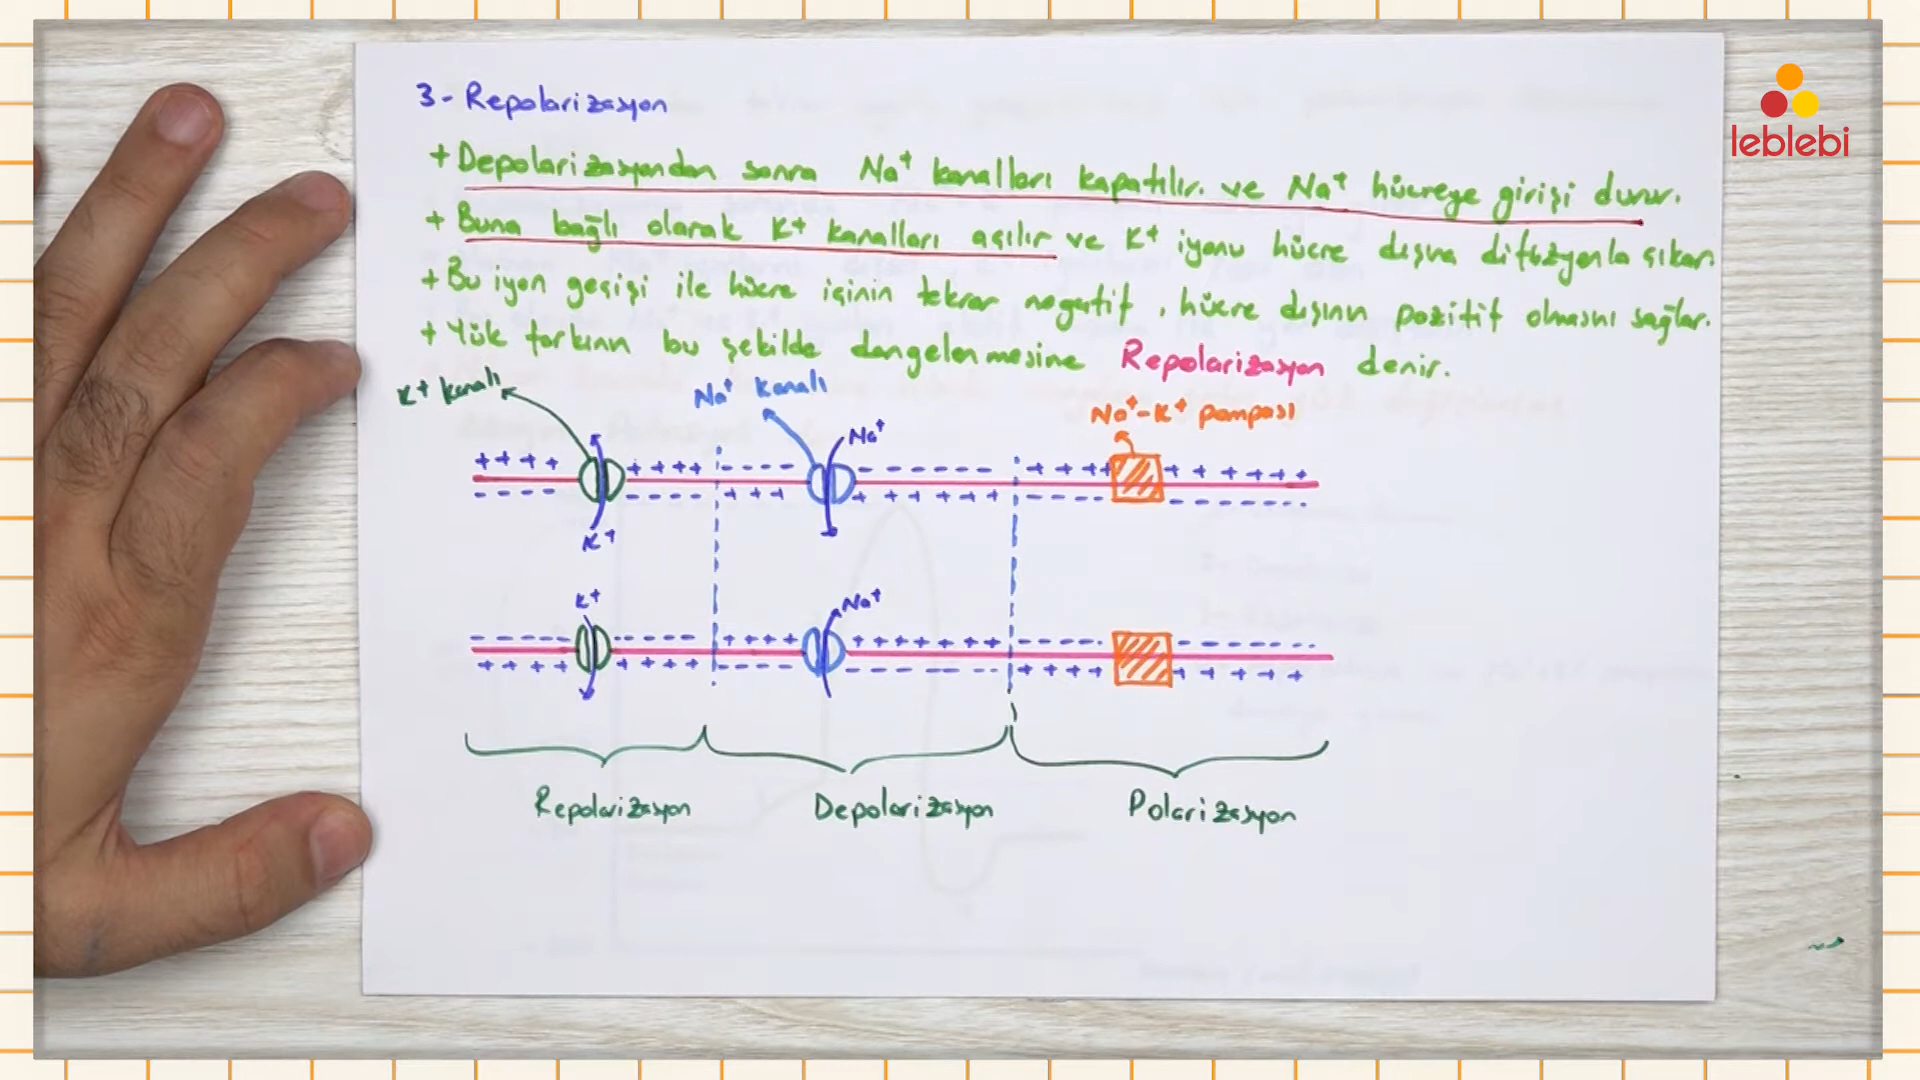 3- Repolarizasyon
leblebi
+ Depolarizasyondan sonra Na⁺ kanalları kapatılır. ve Na⁺ hücreye girişi durur.
+ Buna bağlı olarak K⁺ kanalları açılır ve K⁺ iyonu hücre dışına difüzyonla çıkar.
+ Bu iyon geçişi ile hücre içinin tekrar negatif, hücre dışının pozitif olmasını sağlar.
+ Yük farkının bu şekilde dengelenmesine Repolarizasyon denir.
K⁺ kanalı Na⁺ kanalı Na⁺-K⁺ pompası
Na⁺
+ + + + + + + + - - - - - - - - - - + + + + + + + + + +
- - - - - - - - + + + + + + + + + - - - - - - - - - -
K⁺
K⁺ Na⁺
- - - - - - - - - - + + + + + + + + + + + - - - - - - - - - -
+ + + + + + + + - - - - - - - - - - + + + + + + + + +
Repolarizasyon Depolarizasyon Polarizasyon